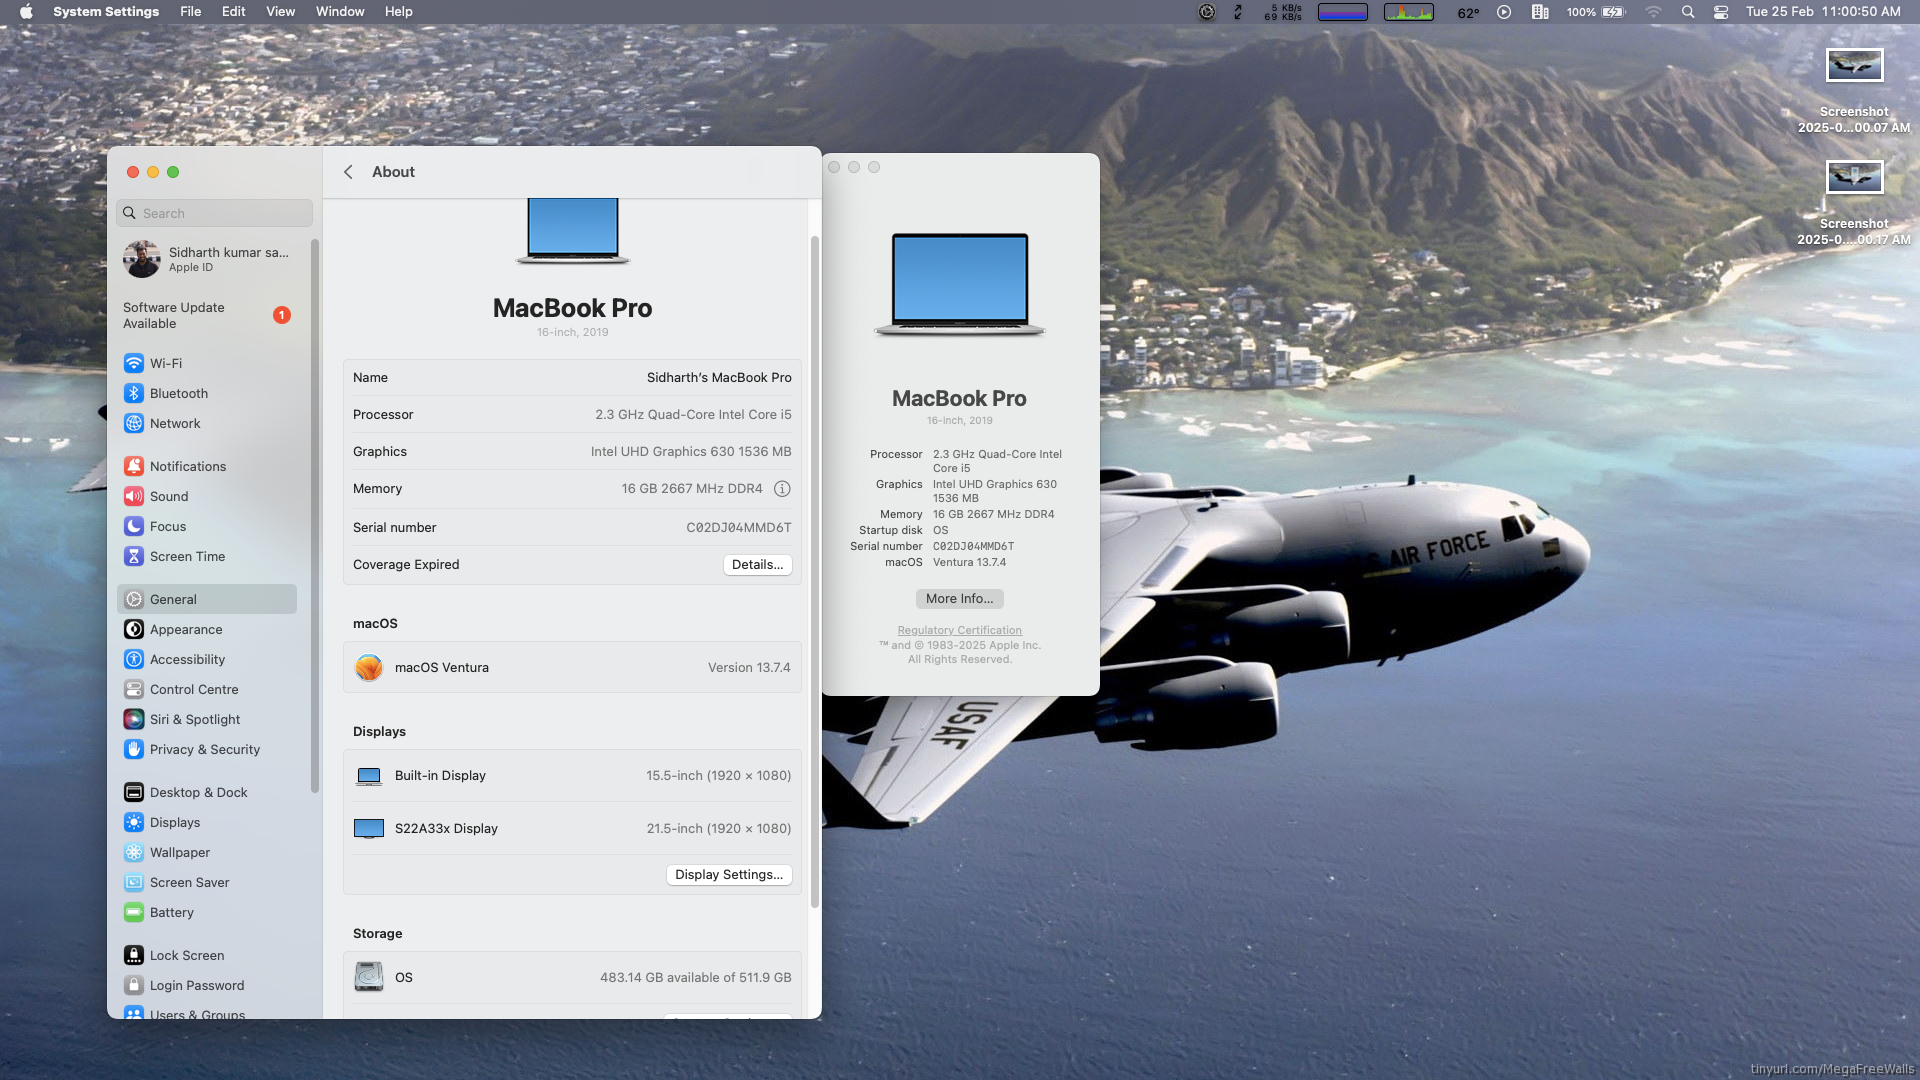 System Settings File Edit View Window Help
5 KB/s
69 KB/s
62° 100% Tue 25 Feb 11:00:50 AM
Screenshot
2025-0...00.07 AM
Screenshot
2025-0....00.17 AM
Search
Sidharth kumar sa...
Apple ID
Software Update
Available
1
Wi-Fi
Bluetooth
Network
Notifications
Sound
Focus
Screen Time
General
Appearance
Accessibility
Control Centre
Siri & Spotlight
Privacy & Security
Desktop & Dock
Displays
Wallpaper
Screen Saver
Battery
Lock Screen
Login Password
Users & Groups
About
MacBook Pro
16-inch, 2019
Name Sidharth's MacBook Pro
Processor 2.3 GHz Quad-Core Intel Core i5
Graphics Intel UHD Graphics 630 1536 MB
Memory 16 GB 2667 MHz DDR4
Serial number C02DJ04MMD6T
Coverage Expired Details...
macOS
macOS Ventura Version 13.7.4
Displays
Built-in Display 15.5-inch (1920 × 1080)
S22A33x Display 21.5-inch (1920 × 1080)
Display Settings...
Storage
OS 483.14 GB available of 511.9 GB
MacBook Pro
16-inch, 2019
Processor 2.3 GHz Quad-Core Intel
Core i5
Graphics Intel UHD Graphics 630
1536 MB
Memory 16 GB 2667 MHz DDR4
Startup disk OS
Serial number C02DJ04MMD6T
macOS Ventura 13.7.4
More Info...
Regulatory Certification
™ and © 1983-2025 Apple Inc.
All Rights Reserved.
AIR FORCE
USAF
tinyurl.com/MegaFreeWalls